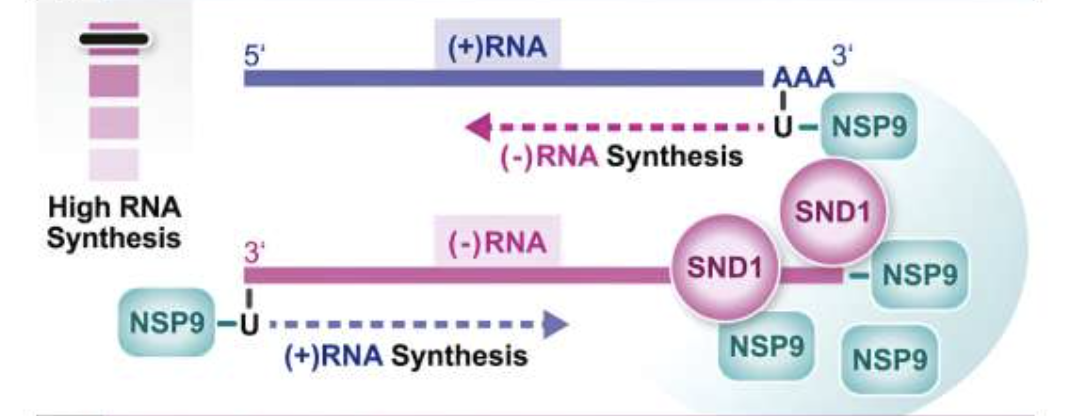 5'
(+)RNA
AAA
3'
U
NSP9
(-)RNA Synthesis
High RNA
Synthesis
SND1
3'
(-)RNA
SND1
NSP9
NSP9
U
(+)RNA Synthesis
NSP9
NSP9